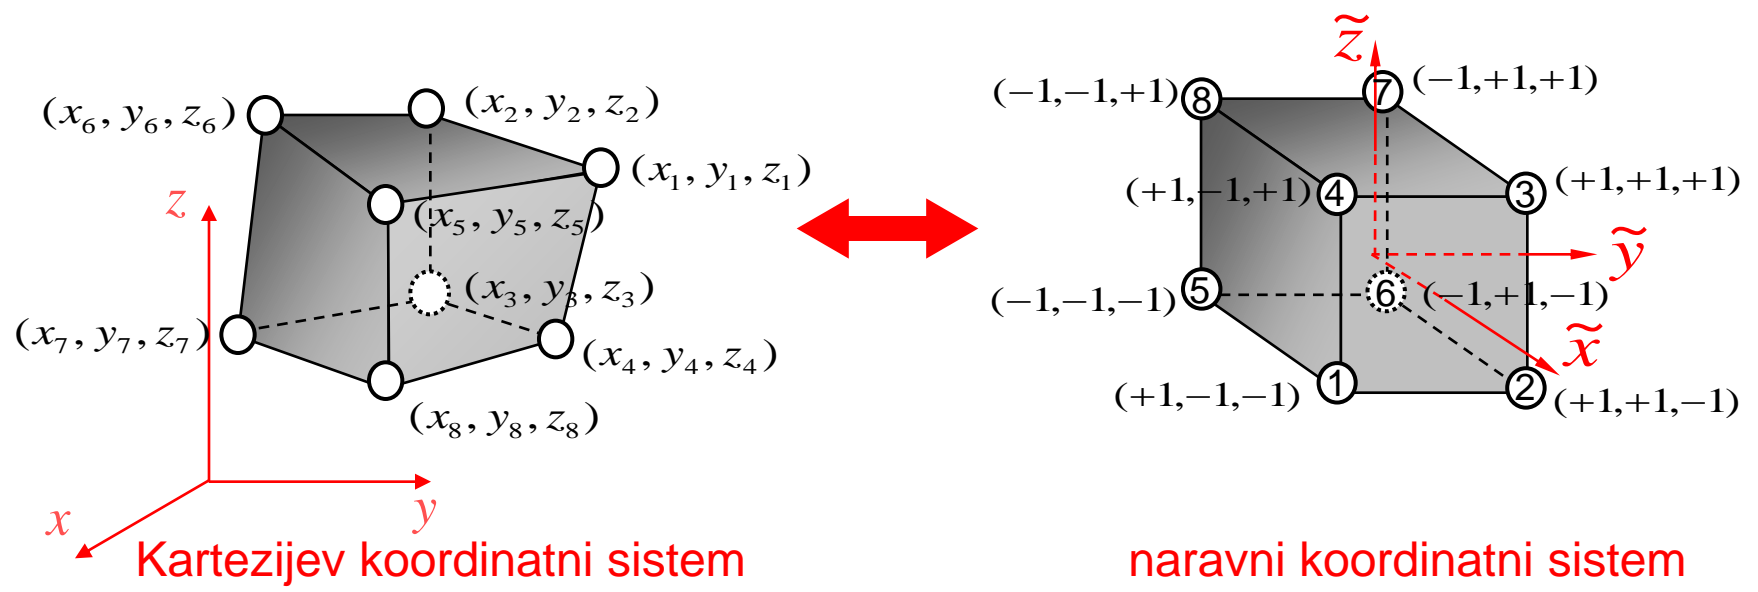 z̃
(x₆, y₆, z₆)
(x₂, y₂, z₂)
(−1,−1,+1)
8
7
(−1,+1,+1)
(x₁, y₁, z₁)
(+1,−1,+1)
4
3
(+1,+1,+1)
z
(x₅, y₅, z₅)
ỹ
(x₃, y₃, z₃)
(−1,−1,−1)
5
6
(−1,+1,−1)
(x₇, y₇, z₇)
(x₄, y₄, z₄)
x̃
(+1,−1,−1)
1
2
(+1,+1,−1)
(x₈, y₈, z₈)
x
y
Kartezijev koordinatni sistem
naravni koordinatni sistem